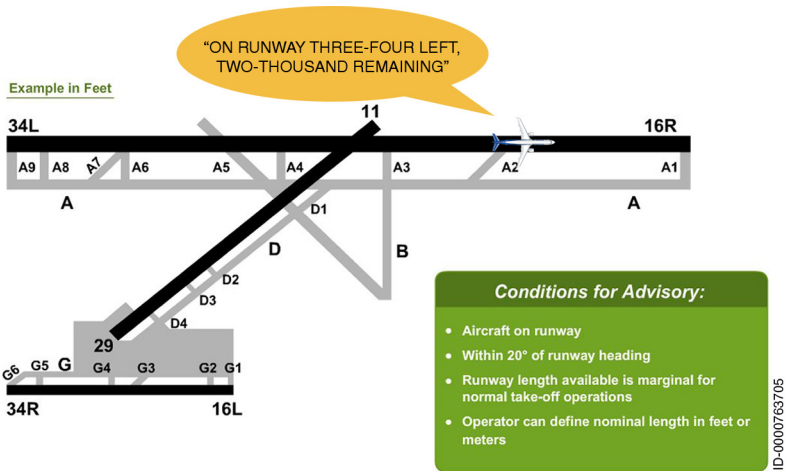 “ON RUNWAY THREE-FOUR LEFT,
TWO-THOUSAND REMAINING”
Example in Feet
34L
11
16R
A9
A8
A7
A6
A5
A4
A3
A2
A1
A
A
D1
D
B
D2
D3
D4
29
G6
G5
G
G4
G3
G2
G1
34R
16L
Conditions for Advisory:
• Aircraft on runway
• Within 20° of runway heading
• Runway length available is marginal for
normal take-off operations
• Operator can define nominal length in feet or
meters
ID-0000763705